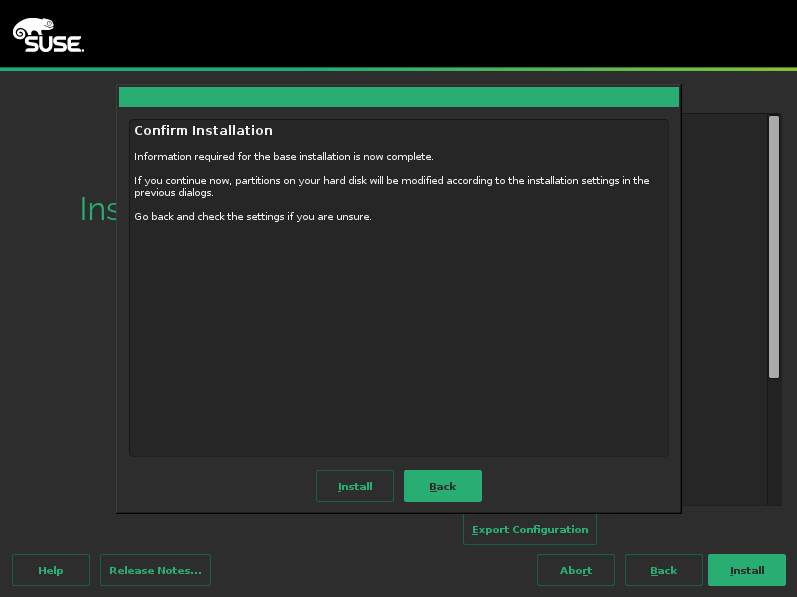 SUSE.
Confirm Installation
Information required for the base installation is now complete.
If you continue now, partitions on your hard disk will be modified according to the installation settings in the
previous dialogs.
Go back and check the settings if you are unsure.
Ins
Install
Back
Export Configuration
Help
Release Notes...
Abort
Back
Install